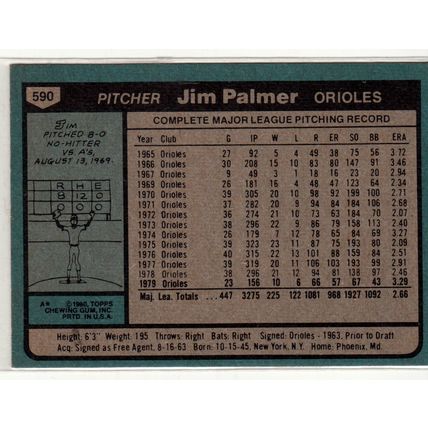 590 PITCHER Jim Palmer ORIOLES
JIM
PITCHED 8-0
NO-HITTER
VS. A'S,
AUGUST 13, 1969.
R H E
8 12 0
0 0 0
A* ©1980, TOPPS
CHEWING GUM, INC.
PRTD. IN U.S.A.
COMPLETE MAJOR LEAGUE PITCHING RECORD
Year Club G IP W L R ER SO BB ERA
1965 Orioles 27 92 5 4 49 38 75 56 3.72
1966 Orioles 30 208 15 10 83 80 147 91 3.46
1967 Orioles 9 49 3 1 18 16 23 20 2.94
1969 Orioles 26 181 16 4 48 47 123 64 2.34
1970 Orioles 39 305 20 10 98 92 199 100 2.71
1971 Orioles 37 282 20 9 94 84 184 106 2.68
1972 Orioles 36 274 21 10 73 63 184 70 2.07
1973 Orioles 38 296 22 9 86 79 158 113 2.40
1974 Orioles 26 179 7 12 78 65 84 69 3.27
1975 Orioles 39 323 23 11 87 75 193 80 2.09
1976 Orioles 40 315 22 13 101 88 159 84 2.51
1977 Orioles 39 319 20 11 106 103 193 99 2.91
1978 Orioles 38 296 21 12 94 81 138 97 2.46
1979 Orioles 23 156 10 6 66 57 67 43 3.29
Maj. Lea. Totals ... 447 3275 225 122 1081 968 1927 1092 2.66
Height: 6'3" Weight: 195 Throws: Right Bats: Right Signed: Orioles - 1963, Prior to Draft
Acq: Signed as Free Agent, 8-16-63 Born: 10-15-45, New York, N.Y. Home: Phoenix, Md.